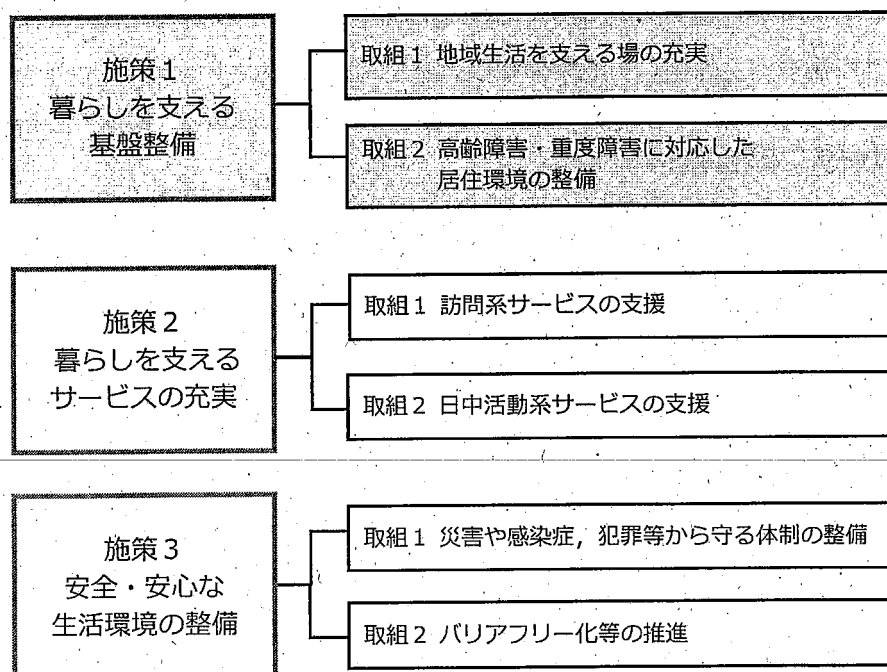 施策1
暮らしを支える
基盤整備
取組1 地域生活を支える場の充実
取組2 高齢障害・重度障害に対応した
居住環境の整備
施策2
暮らしを支える
サービスの充実
取組1 訪問系サービスの支援
取組2 日中活動系サービスの支援
施策3
安全・安心な
生活環境の整備
取組1 災害や感染症，犯罪等から守る体制の整備
取組2 バリアフリー化等の推進